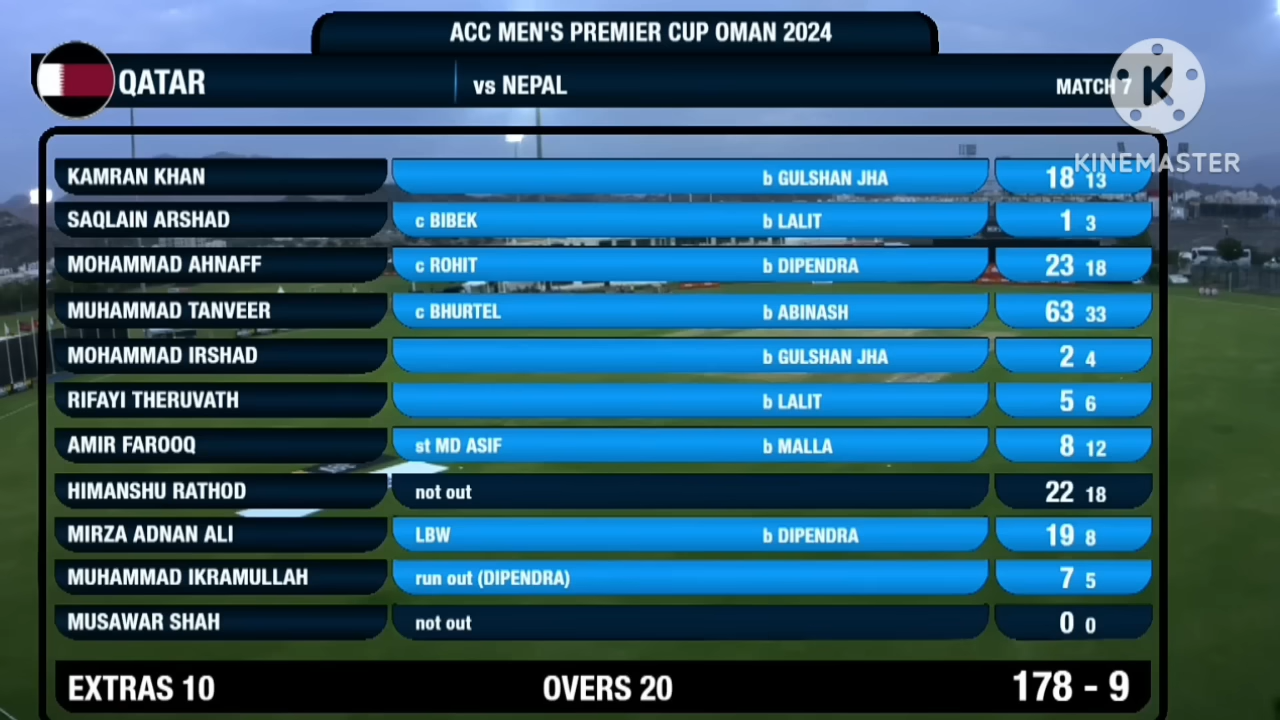 ACC MEN'S PREMIER CUP OMAN 2024
QATAR vs NEPAL MATCH 7
K
KINEMASTER
KAMRAN KHAN b GULSHAN JHA 18 13
SAQLAIN ARSHAD c BIBEK b LALIT 1 3
MOHAMMAD AHNAFF c ROHIT b DIPENDRA 23 18
MUHAMMAD TANVEER c BHURTEL b ABINASH 63 33
MOHAMMAD IRSHAD b GULSHAN JHA 2 4
RIFAYI THERUVATH b LALIT 5 6
AMIR FAROOQ st MD ASIF b MALLA 8 12
HIMANSHU RATHOD not out 22 18
MIRZA ADNAN ALI LBW b DIPENDRA 19 8
MUHAMMAD IKRAMULLAH run out (DIPENDRA) 7 5
MUSAWAR SHAH not out 0 0
EXTRAS 10 OVERS 20 178 - 9